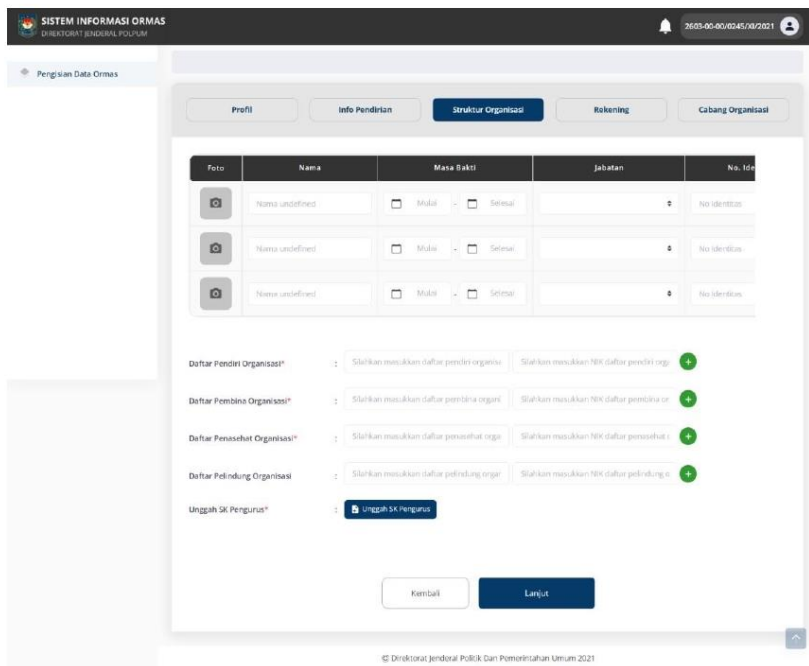 SISTEM INFORMASI ORMAS
DIREKTORAT JENDERAL POLPUM
2603-00-00/0245/XI/2021
Pengisian Data Ormas
Profil Info Pendirian Struktur Organisasi Rekening Cabang Organisasi
Foto Nama Masa Bakti Jabatan No. Ide
Nama undefined Mulai - Selesai No Identitas
Nama undefined Mulai - Selesai No Identitas
Nama undefined Mulai - Selesai No Identitas
Daftar Pendiri Organisasi* : Silahkan masukkan daftar pendiri organisa Silahkan masukkan NIK daftar pendiri orga
Daftar Pembina Organisasi* : Silahkan masukkan daftar pembina organi Silahkan masukkan NIK daftar pembina or
Daftar Penasehat Organisasi* : Silahkan masukkan daftar penasehat orga Silahkan masukkan NIK daftar penasehat
Daftar Pelindung Organisasi : Silahkan masukkan daftar pelindung organ Silahkan masukkan NIK daftar pelindung
Unggah SK Pengurus* : Unggah SK Pengurus
Kembali Lanjut
© Direktorat Jenderal Politik Dan Pemerintahan Umum 2021